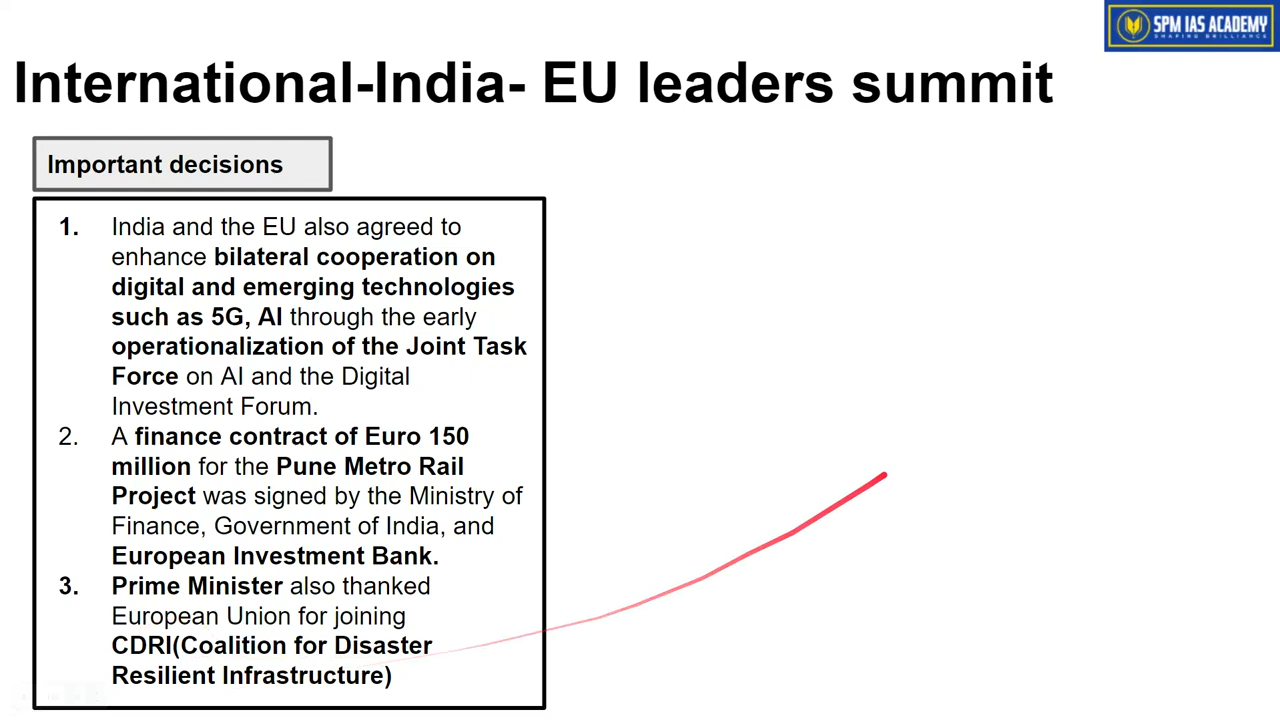 SPM IAS ACADEMY
SHAPING BRILLIANCE
International-India- EU leaders summit
Important decisions
1. India and the EU also agreed to
enhance bilateral cooperation on
digital and emerging technologies
such as 5G, AI through the early
operationalization of the Joint Task
Force on AI and the Digital
Investment Forum.
2. A finance contract of Euro 150
million for the Pune Metro Rail
Project was signed by the Ministry of
Finance, Government of India, and
European Investment Bank.
3. Prime Minister also thanked
European Union for joining
CDRI(Coalition for Disaster
Resilient Infrastructure)